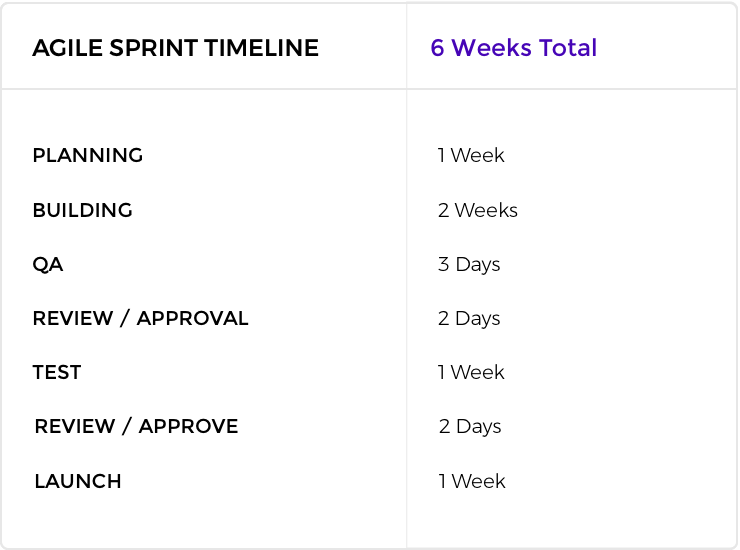 AGILE SPRINT TIMELINE 6 Weeks Total
PLANNING 1 Week
BUILDING 2 Weeks
QA 3 Days
REVIEW / APPROVAL 2 Days
TEST 1 Week
REVIEW / APPROVE 2 Days
LAUNCH 1 Week